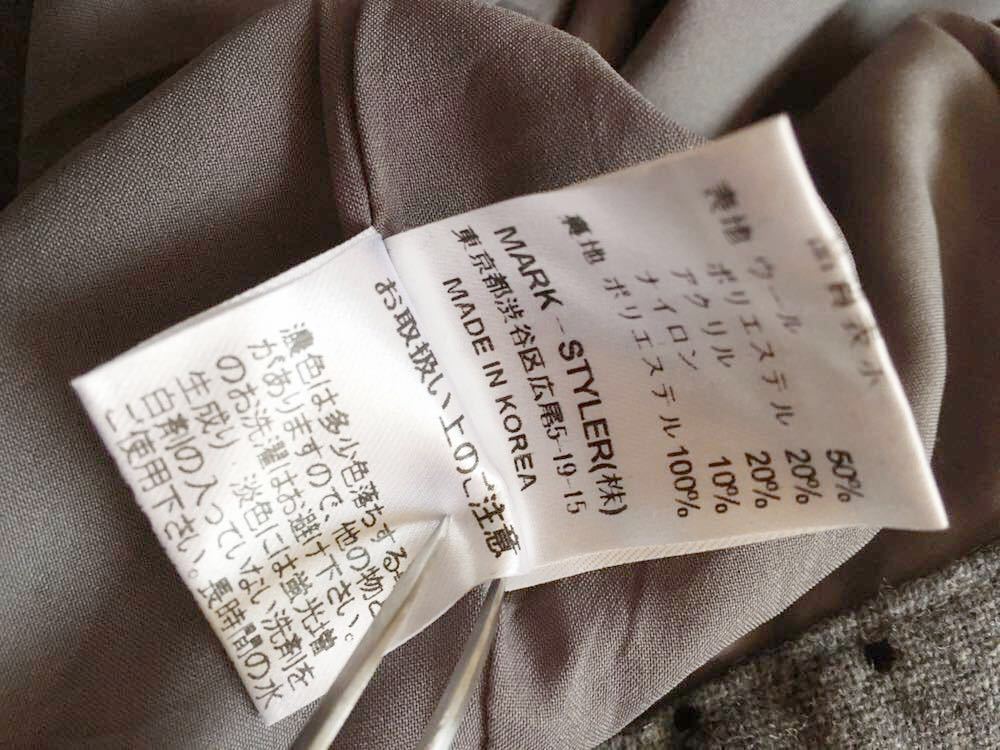 表地 ウール 50%
ポリエステル 20%
アクリル 20%
ナイロン 10%
裏地 ポリエステル 100%
MARK-STYLER(株)
東京都渋谷区広尾5-19-15
MADE IN KOREA
お取扱い上のご注意
濃色は多少色落ちする
がありますので、他の物と
のお洗濯はお避け下さい。
生成り 淡色には蛍光増
白剤の入っていない洗剤を
ご使用下さい。長時間の水